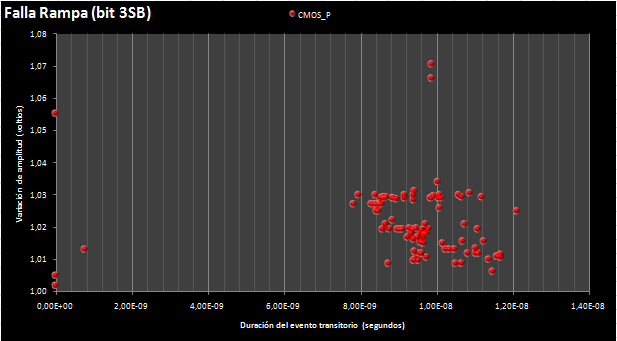 Falla Rampa (bit 3SB)
CMOS_P
1,08
1,07
1,06
1,05
1,04
1,03
1,02
1,01
1,00
Variación de amplitud (voltios)
0,00E+00 2,00E-09 4,00E-09 6,00E-09 8,00E-09 1,00E-08 1,20E-08 1,40E-08
Duración del evento transitorio (segundos)